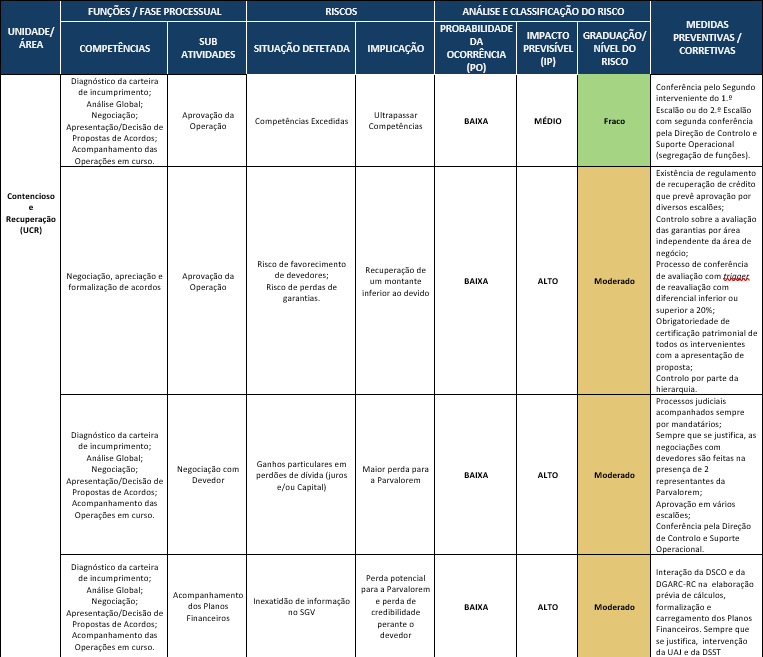 UNIDADE/
ÁREA
FUNÇÕES / FASE PROCESSUAL
COMPETÊNCIAS
SUB
ATIVIDADES
RISCOS
SITUAÇÃO DETETADA
IMPLICAÇÃO
ANÁLISE E CLASSIFICAÇÃO DO RISCO
PROBABILIDADE
DA
OCORRÊNCIA
(PO)
IMPACTO
PREVISÍVEL
(IP)
GRADUAÇÃO/
NÍVEL DO
RISCO
MEDIDAS
PREVENTIVAS /
CORRETIVAS
Contencioso
e
Recuperação
(UCR)
Diagnóstico da carteira
de incumprimento;
Análise Global;
Negociação;
Apresentação/Decisão de
Propostas de Acordos;
Acompanhamento das
Operações em curso.
Aprovação da
Operação
Competências Excedidas
Ultrapassar
Competências
BAIXA
MÉDIO
Fraco
Conferência pelo Segundo
interveniente do 1.º
Escalão ou do 2.º Escalão
com segunda conferência
pela Direção de Controlo e
Suporte Operacional
(segregação de funções).
Negociação, apreciação e
formalização de acordos
Aprovação da
Operação
Risco de favorecimento
de devedores;
Risco de perdas de
garantias.
Recuperação de
um montante
inferior ao devido
BAIXA
ALTO
Moderado
Existência de regulamento
de recuperação de crédito
que prevê aprovação por
diversos escalões;
Controlo sobre a avaliação
das garantias por área
independente da área de
negócio;
Processo de conferência
de avaliação com trigger
de reavaliação com
diferencial inferior ou
superior a 20%;
Obrigatoriedade de
certificação patrimonial de
todos os intervenientes
com a apresentação de
proposta;
Controlo por parte da
hierarquia.
Diagnóstico da carteira
de incumprimento;
Análise Global;
Negociação;
Apresentação/Decisão de
Propostas de Acordos;
Acompanhamento das
Operações em curso.
Negociação com
Devedor
Ganhos particulares em
perdões de dívida (juros
e/ou Capital)
Maior perda para
a Parvalorem
BAIXA
ALTO
Moderado
Processos judiciais
acompanhados sempre
por mandatários;
Sempre que se justifica, as
negociações com
devedores são feitas na
presença de 2
representantes da
Parvalorem;
Aprovação em vários
escalões;
Conferência pela Direção
de Controlo e Suporte
Operacional.
Diagnóstico da carteira
de incumprimento;
Análise Global;
Negociação;
Apresentação/Decisão de
Propostas de Acordos;
Acompanhamento das
Operações em curso.
Acompanhamento
dos Planos
Financeiros
Inexatidão de informação
no SGV
Perda potencial
para a Parvalorem
e perda de
credibilidade
perante o
devedor
BAIXA
ALTO
Moderado
Interação da DSCO e da
DGARC-RC na elaboração
prévia de cálculos,
formalização e
carregamento dos Planos
Financeiros. Sempre que
se justifica, intervenção
da UAJ e da DSST